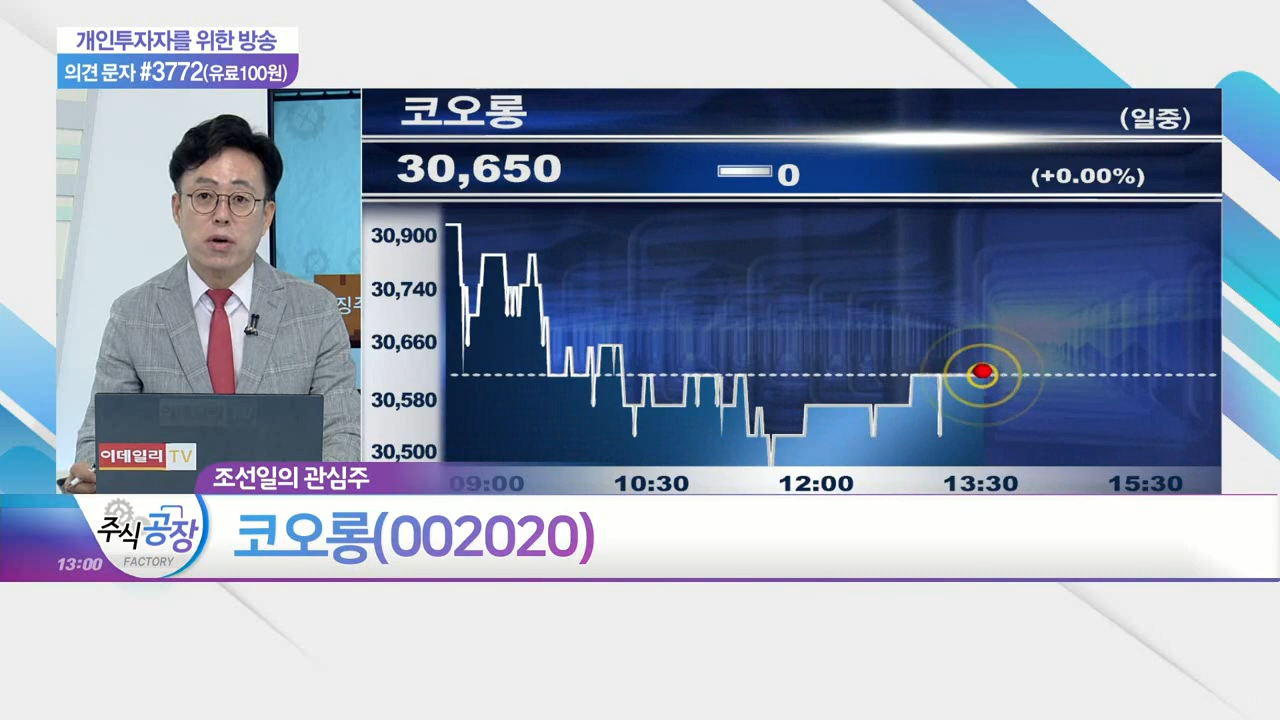 개인투자자를 위한 방송
의견 문자 #3772(유료100원)
코오롱
(일중)
30,650
0
(+0.00%)
30,900
30,740
30,660
30,580
30,500
09:00 10:30 12:00 13:30 15:30
이데일리 TV
조선일의 관심주
주식공장
FACTORY
13:00
코오롱(002020)